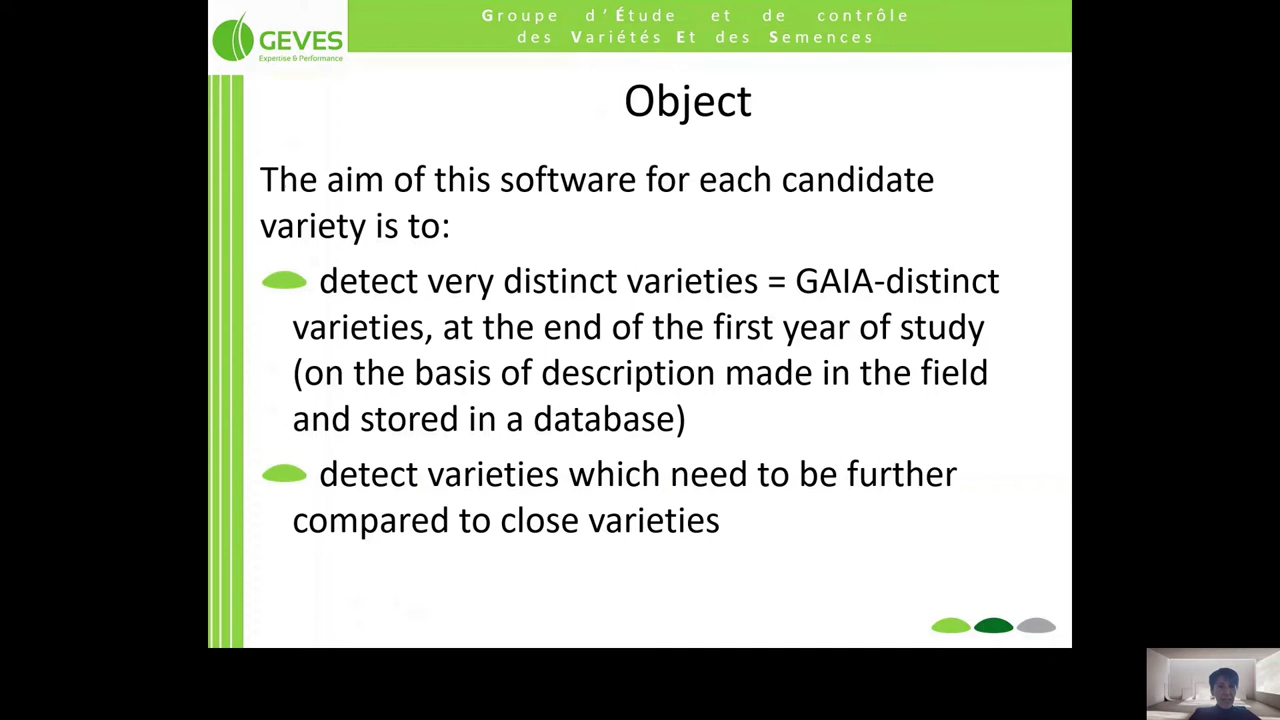 GEVES
Expertise & Performance
Groupe d'Étude et de contrôle
des Variétés Et des Semences
Object
The aim of this software for each candidate
variety is to:
detect very distinct varieties = GAIA-distinct
varieties, at the end of the first year of study
(on the basis of description made in the field
and stored in a database)
detect varieties which need to be further
compared to close varieties